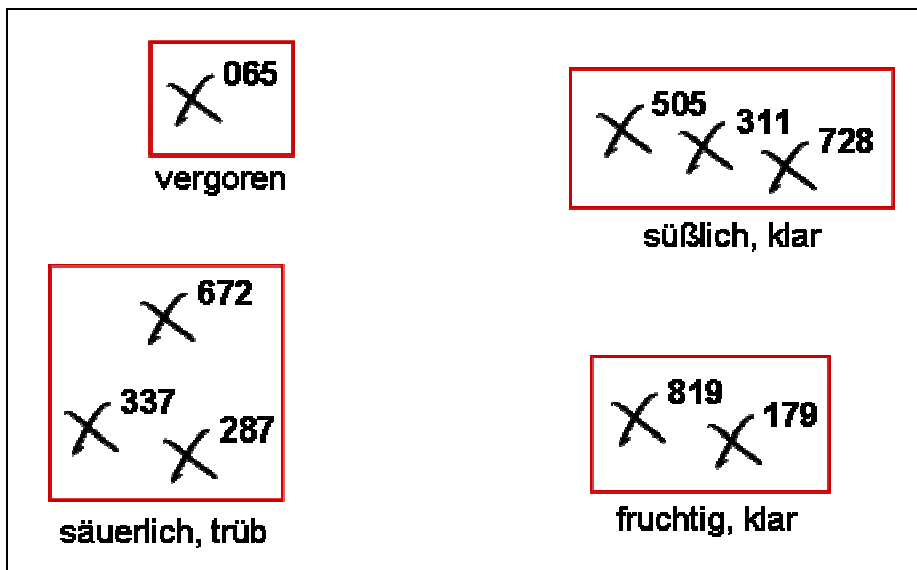 065
vergoren
505
311
728
süßlich, klar
672
337
287
säuerlich, trüb
819
179
fruchtig, klar